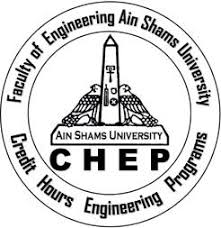 Faculty of Engineering Ain Shams University
AIN SHAMS UNIVERSITY
CHEP
Credit Hours Engineering Programs